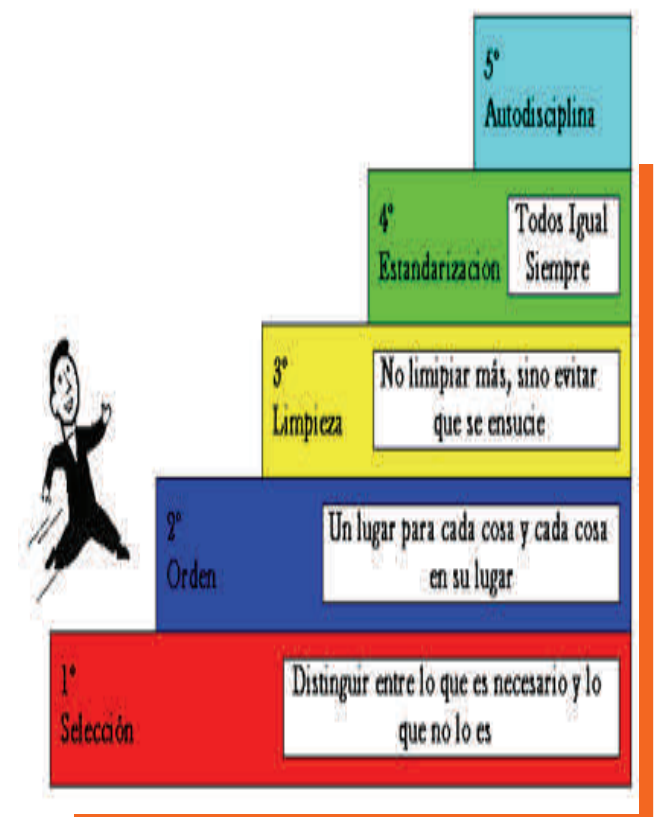 5°
Autodisciplina
4°
Estandarizacion
Todos Igual
Siempre
3°
Limpieza
No limipiar más, sino evitar
que se ensucie
2°
Orden
Un lugar para cada cosa y cada cosa
en su lugar
1°
Selección
Distinguir entre lo que es necesario y lo
que no lo es